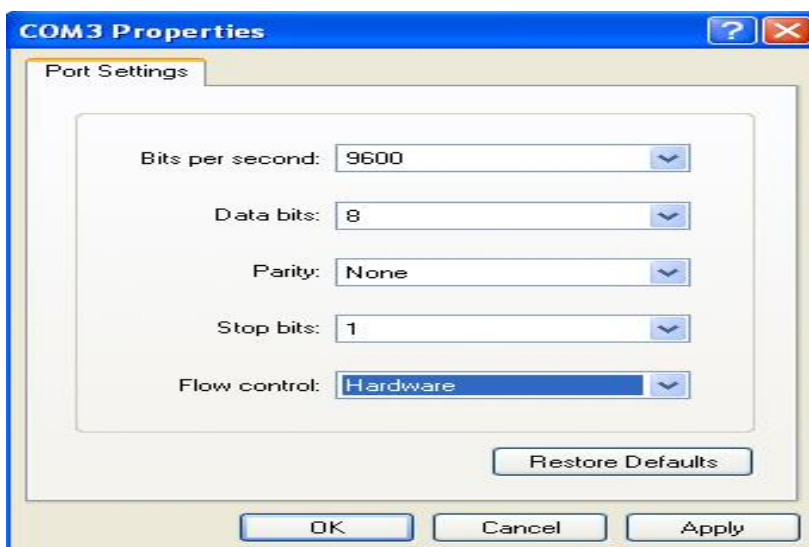 COM3 Properties
Port Settings
Bits per second: 9600
Data bits: 8
Parity: None
Stop bits: 1
Flow control: Hardware
Restore Defaults
OK Cancel Apply